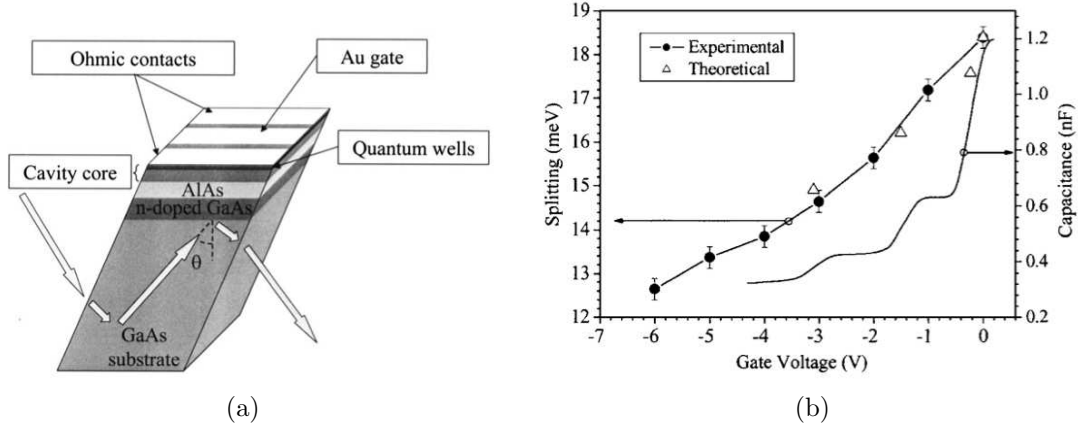 (a)
Ohmic contacts
Au gate
Quantum wells
Cavity core
AlAs
n-doped GaAs
θ
GaAs
substrate
(b)
Experimental
Theoretical
Splitting (meV)
19
18
17
16
15
14
13
12
Capacitance (nF)
1.2
1.0
0.8
0.6
0.4
0.2
-7 -6 -5 -4 -3 -2 -1 0
Gate Voltage (V)
(a) (b)